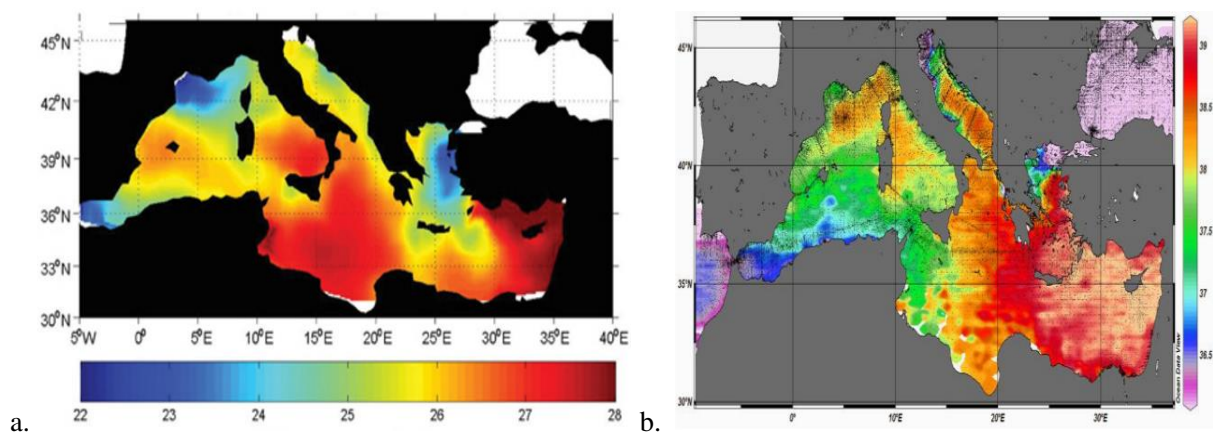 45°N
42°N
39°N
36°N
33°N
30°N
5°W 0° 5°E 10°E 15°E 20°E 25°E 30°E 35°E 40°E
22 23 24 25 26 27 28
a.
45°N
40°N
35°N
30°N
0° 10°E 20°E 30°E
39
38.5
38
37.5
37
36.5
Ocean Data View
b.